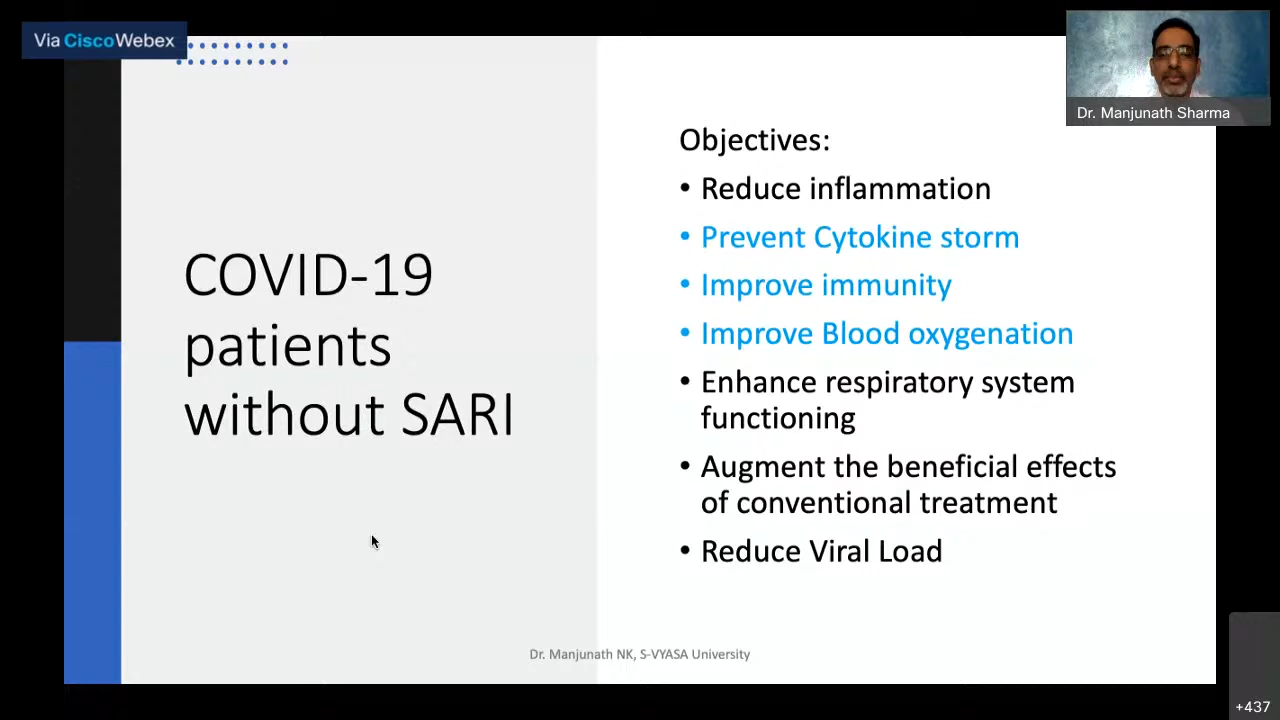 Via Cisco Webex
Dr. Manjunath Sharma
COVID-19
patients
without SARI
Objectives:
• Reduce inflammation
• Prevent Cytokine storm
• Improve immunity
• Improve Blood oxygenation
• Enhance respiratory system
functioning
• Augment the beneficial effects
of conventional treatment
• Reduce Viral Load
Dr. Manjunath NK, S-VYASA University
+437